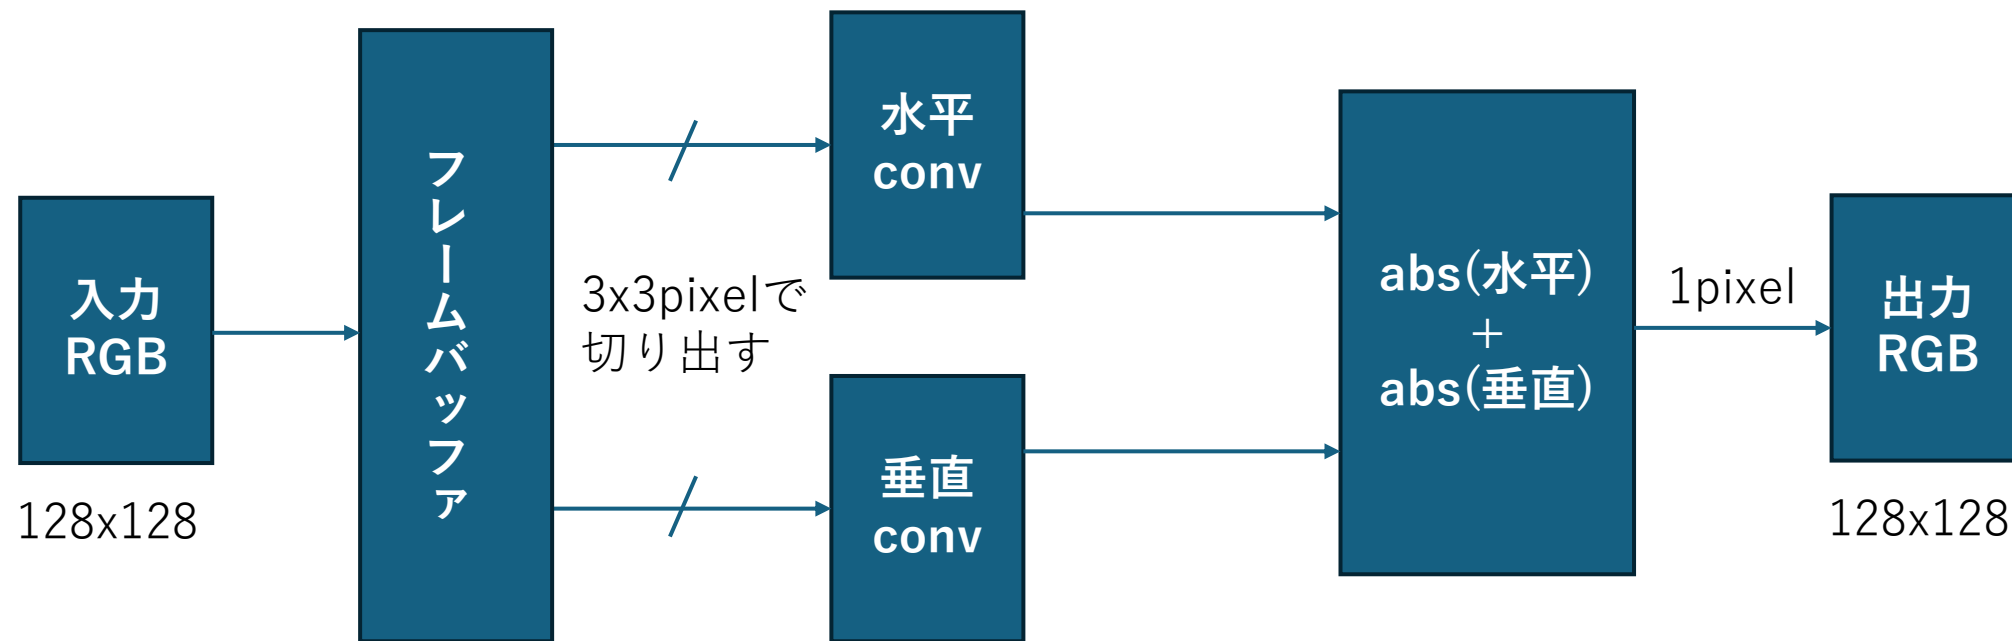 入力
RGB
128x128
フレームバッファ
3x3pixelで
切り出す
水平
conv
垂直
conv
abs(水平)
+
abs(垂直)
1pixel
出力
RGB
128x128